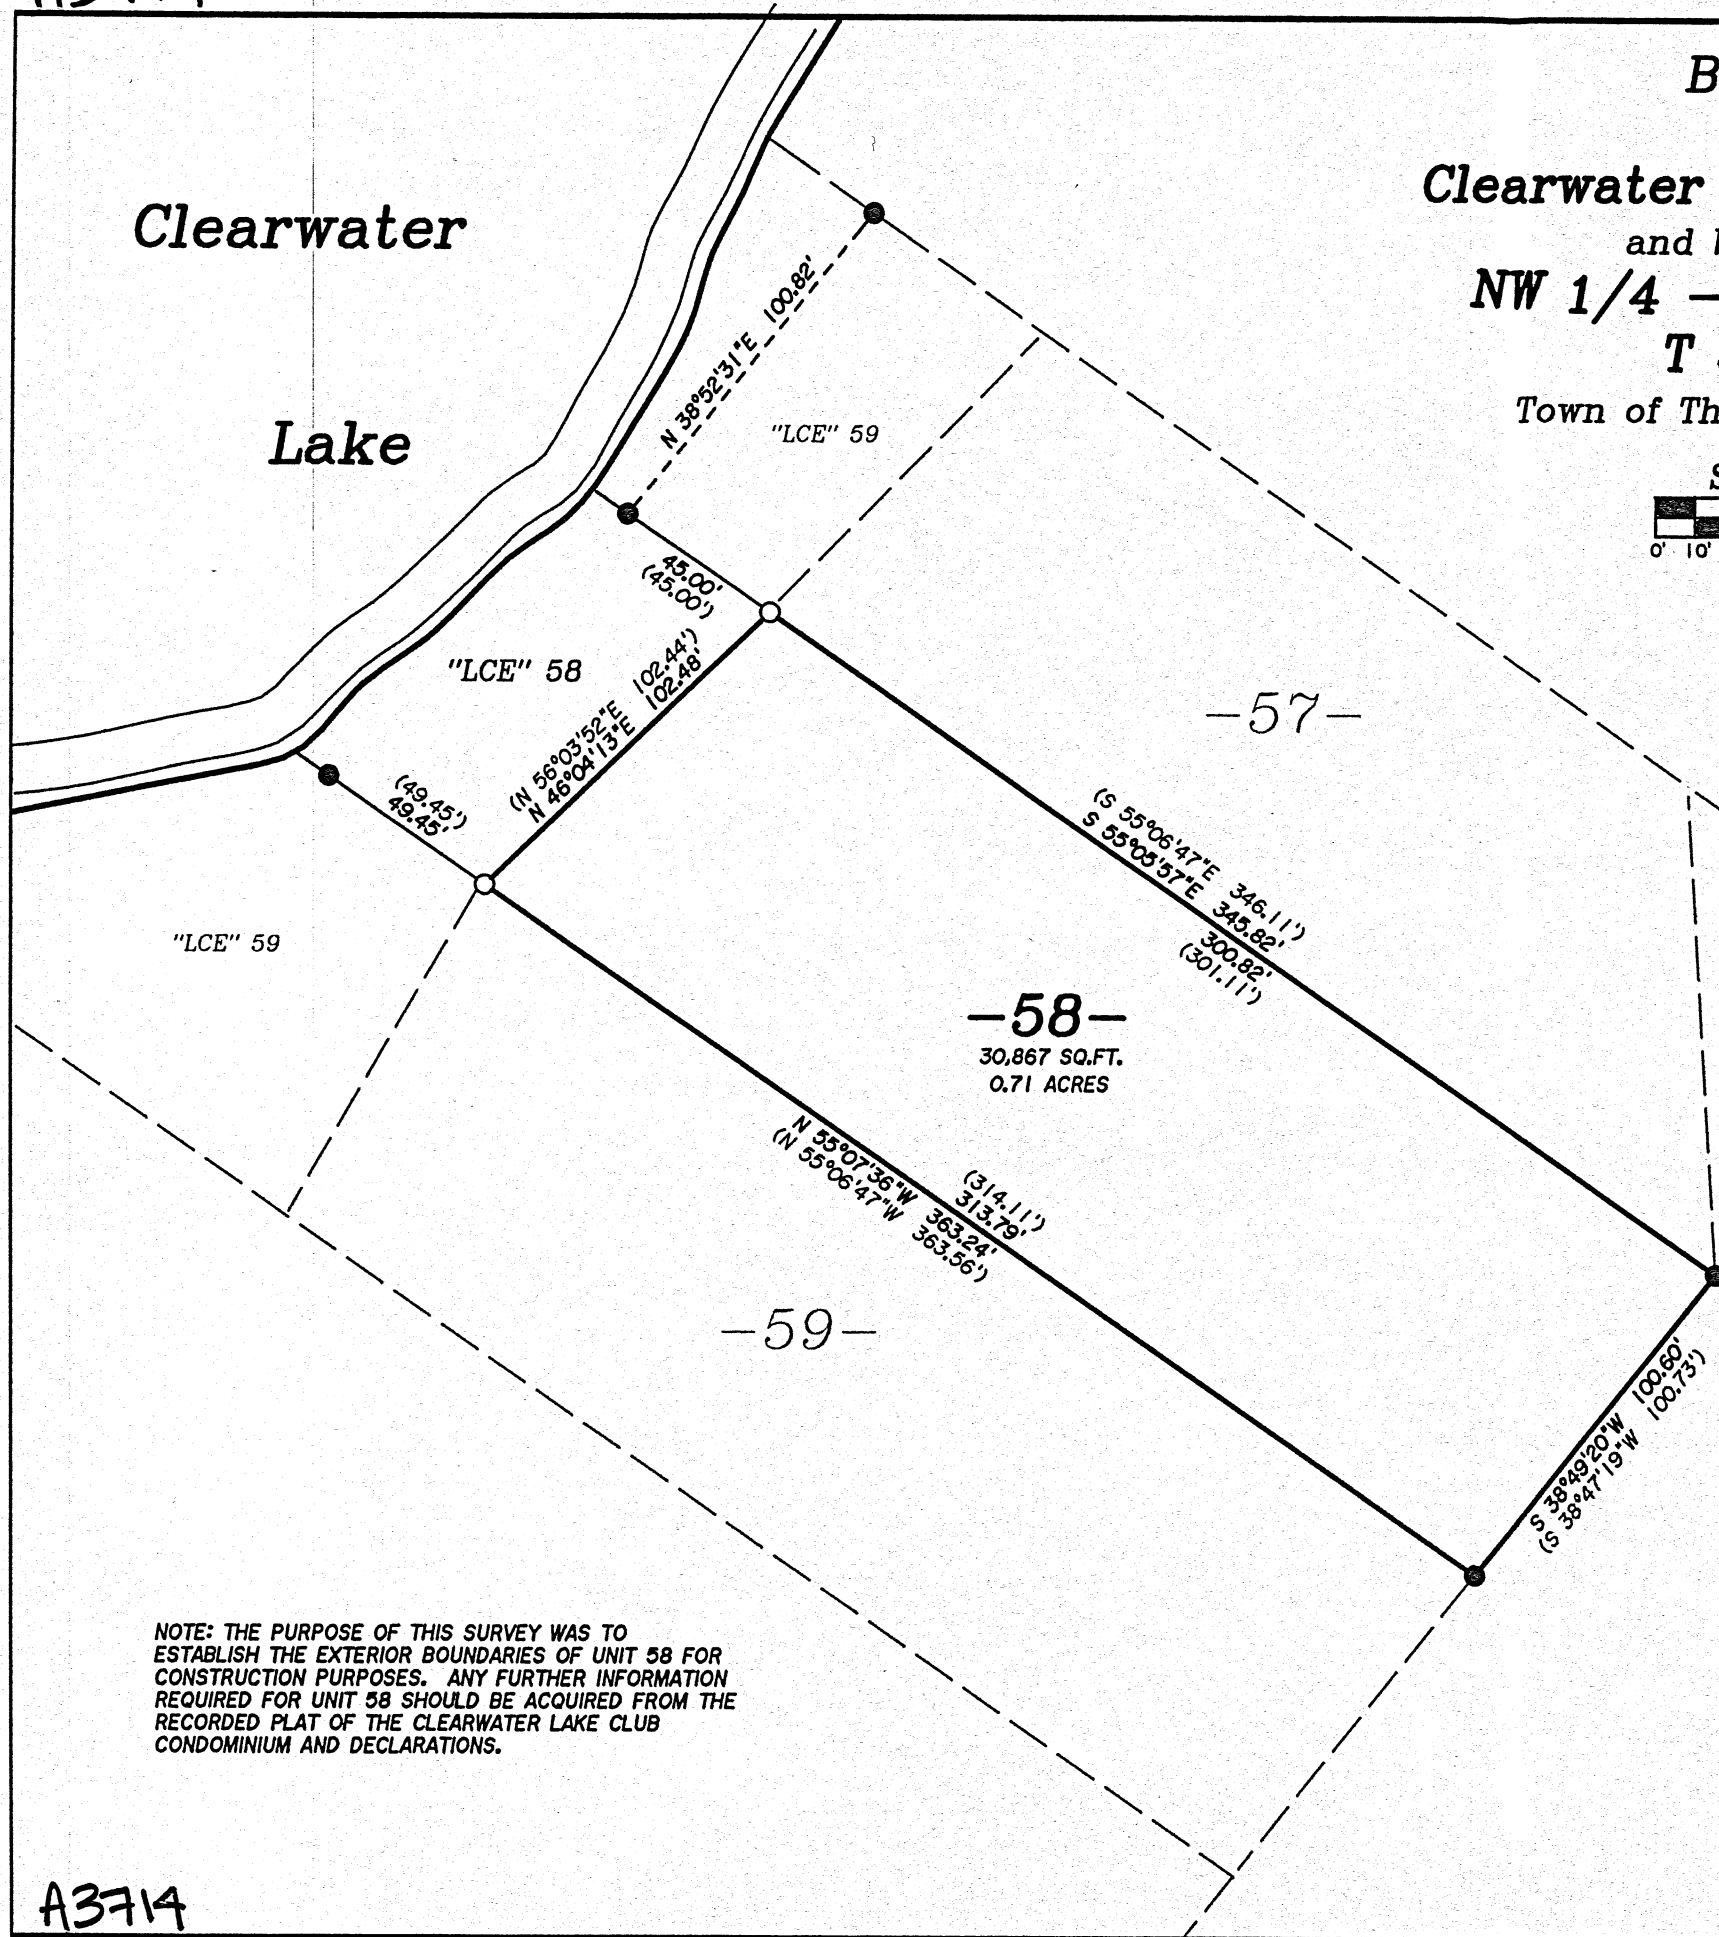 Clearwater
Lake
Clearwater
and
NW 1/4 —
T
Town of Th
0' 10'
N 38°52'31"E 100.82'
"LCE" 59
45.00'
(45.00')
"LCE" 58
(N 56°03'52"E 102.44')
N 46°04'13"E 102.48'
-57-
(49.45')
49.45'
(S 55°06'47"E 346.11')
S 55°05'57"E 345.82'
300.82'
(301.11')
"LCE" 59
-58-
30,867 SQ.FT.
0.71 ACRES
(314.11')
313.79'
N 55°07'36"W 363.24'
(N 55°06'47"W 363.56')
-59-
S 38°49'20"W 100.60'
(S 38°47'19"W 100.73')
NOTE: THE PURPOSE OF THIS SURVEY WAS TO
ESTABLISH THE EXTERIOR BOUNDARIES OF UNIT 58 FOR
CONSTRUCTION PURPOSES. ANY FURTHER INFORMATION
REQUIRED FOR UNIT 58 SHOULD BE ACQUIRED FROM THE
RECORDED PLAT OF THE CLEARWATER LAKE CLUB
CONDOMINIUM AND DECLARATIONS.
A3714